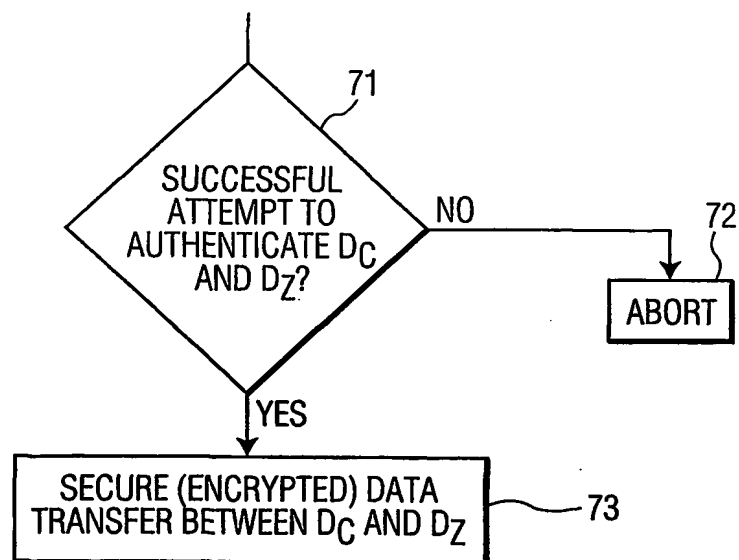 71
SUCCESSFUL
ATTEMPT TO
AUTHENTICATE DC
AND DZ?
NO
72
ABORT
YES
SECURE (ENCRYPTED) DATA
TRANSFER BETWEEN DC AND DZ
73